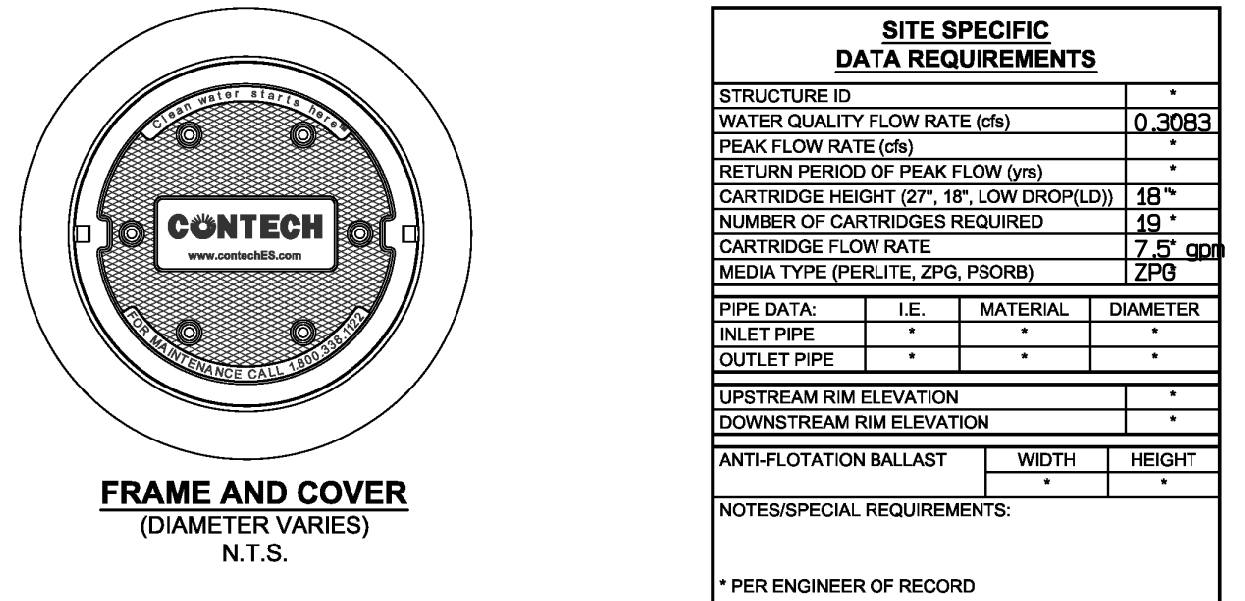 Clean water starts here™
CONTECH
www.contechES.com
FOR MAINTENANCE CALL 1.800.338.1122
FRAME AND COVER
(DIAMETER VARIES)
N.T.S.
SITE SPECIFIC
DATA REQUIREMENTS
STRUCTURE ID *
WATER QUALITY FLOW RATE (cfs) 0.3083 *
PEAK FLOW RATE (cfs) *
RETURN PERIOD OF PEAK FLOW (yrs) *
CARTRIDGE HEIGHT (27", 18", LOW DROP(LD)) 18" *
NUMBER OF CARTRIDGES REQUIRED 19 *
CARTRIDGE FLOW RATE 7.5 * gpm
MEDIA TYPE (PERLITE, ZPG, PSORB) ZPG *
PIPE DATA: I.E. MATERIAL DIAMETER
INLET PIPE * * *
OUTLET PIPE * * *
UPSTREAM RIM ELEVATION *
DOWNSTREAM RIM ELEVATION *
ANTI-FLOTATION BALLAST WIDTH HEIGHT
* *
NOTES/SPECIAL REQUIREMENTS:
* PER ENGINEER OF RECORD